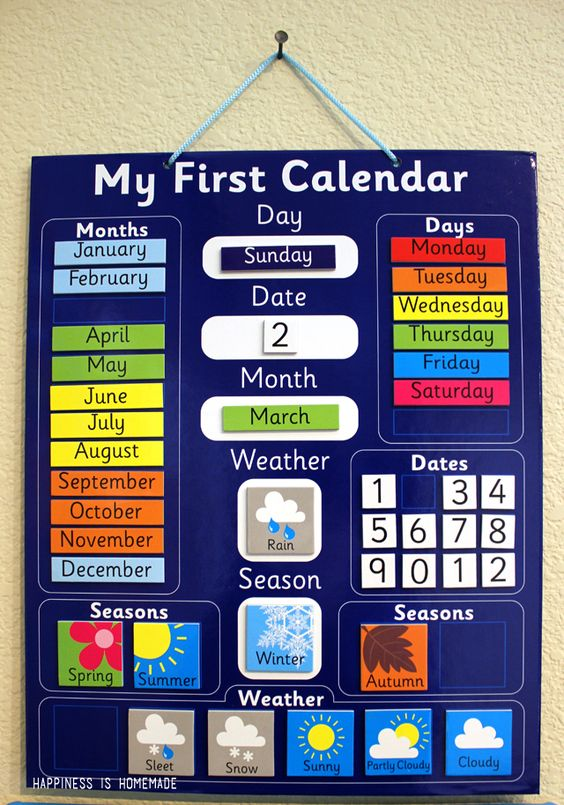 My First Calendar
Months
January
February
April
May
June
July
August
September
October
November
December
Day
Sunday
Date
2
Month
March
Weather
Rain
Season
Winter
Days
Monday
Tuesday
Wednesday
Thursday
Friday
Saturday
Dates
1 3 4
5 6 7 8
9 0 1 2
Seasons
Spring Summer
Seasons
Autumn
Weather
Sleet Snow Sunny Partly Cloudy Cloudy
HAPPINESS IS HOMEMADE